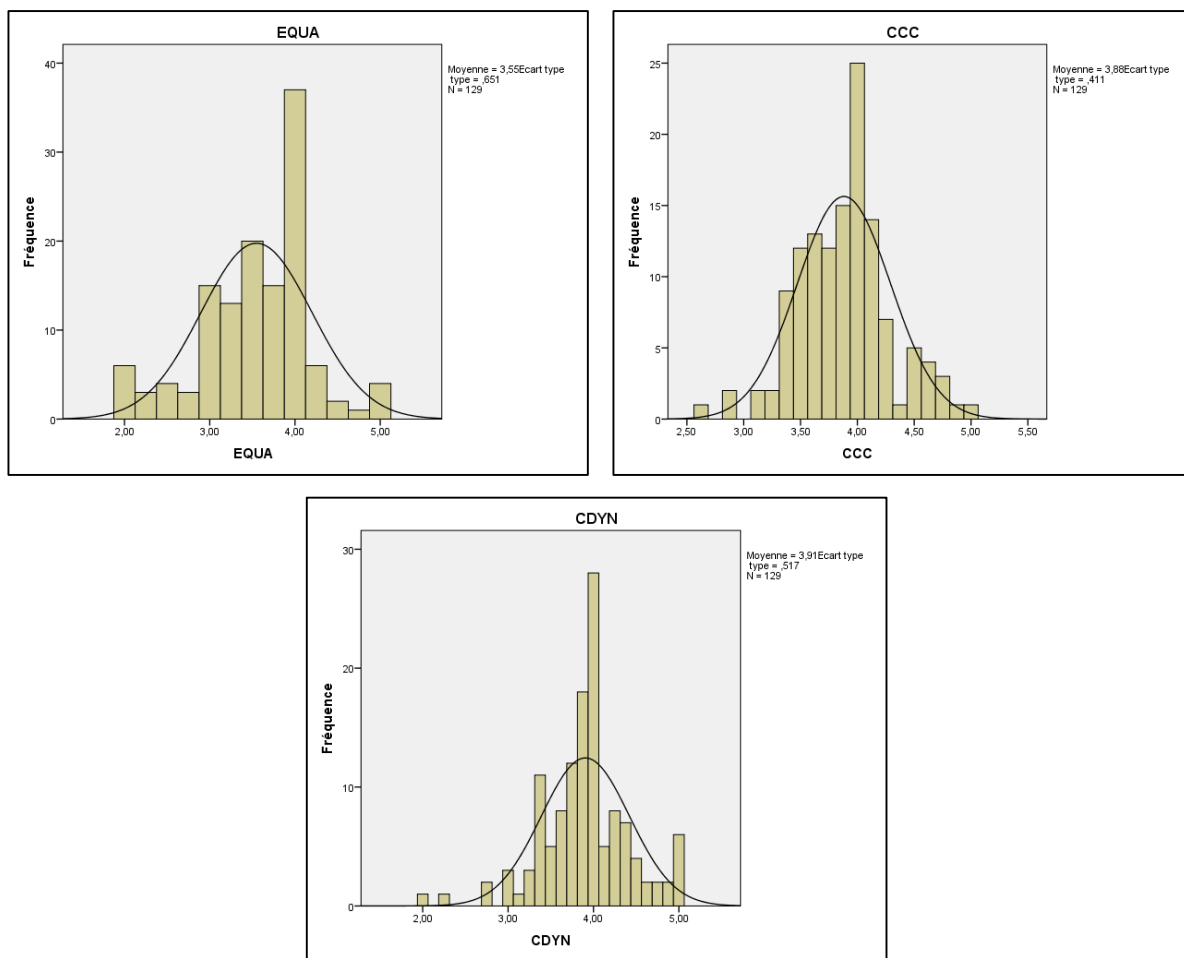 EQUA
Moyenne = 3,55Ecart type
type = ,651
N = 129
40
30
20
10
0
Fréquence
2,00 3,00 4,00 5,00
EQUA
CCC
Moyenne = 3,88Ecart type
type = ,411
N = 129
25
20
15
10
5
0
Fréquence
2,50 3,00 3,50 4,00 4,50 5,00 5,50
CCC
CDYN
Moyenne = 3,91Ecart type
type = ,517
N = 129
30
20
10
0
Fréquence
2,00 3,00 4,00 5,00
CDYN